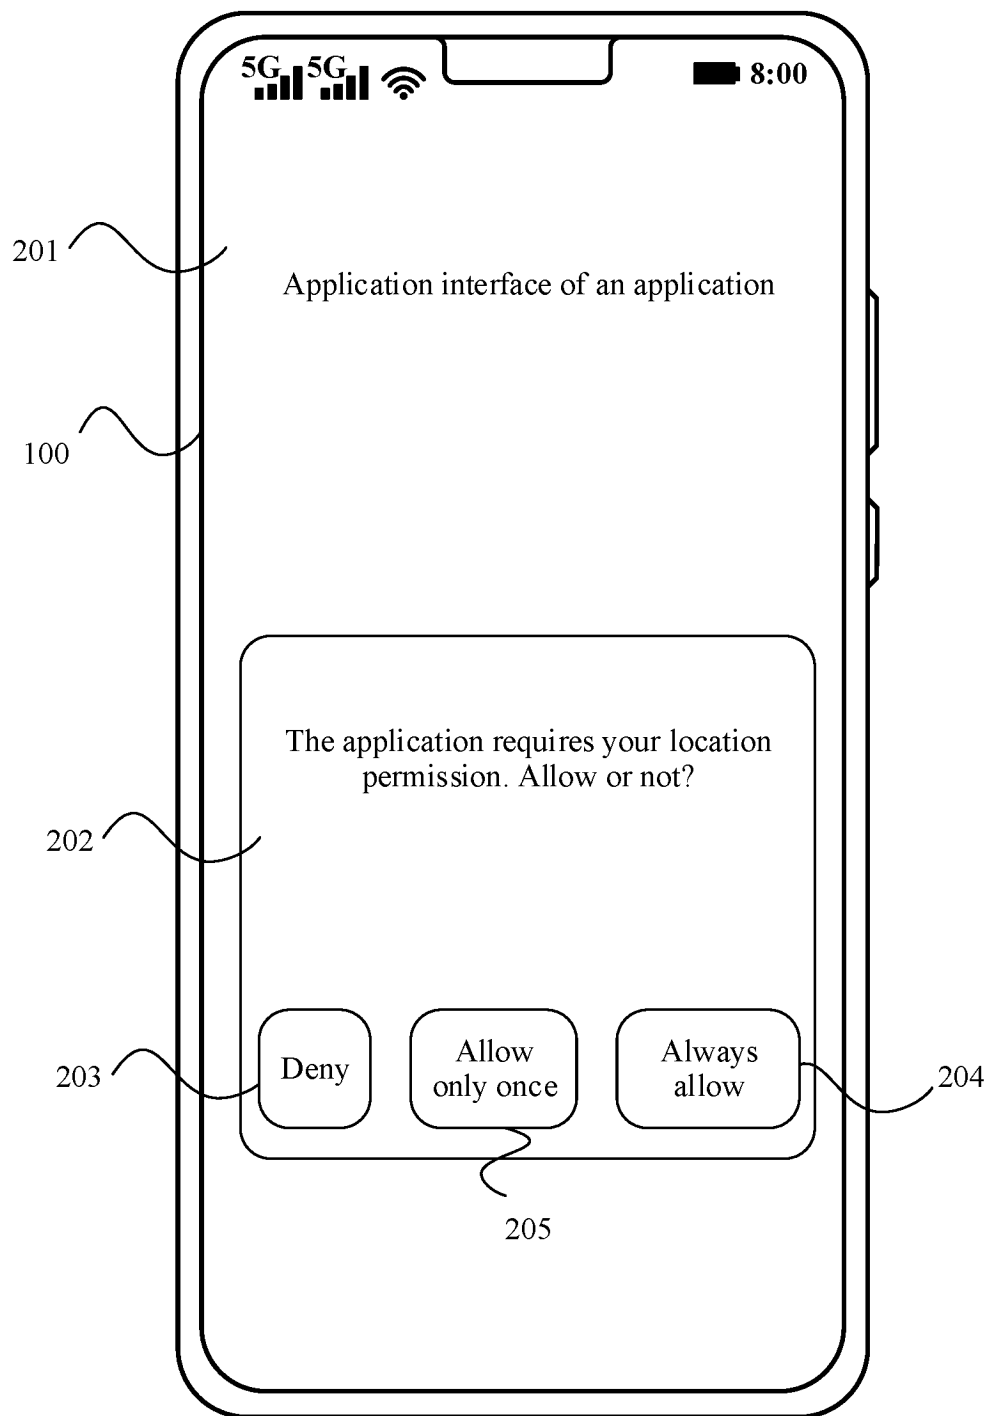 5G 5G 8:00
201
Application interface of an application
100
The application requires your location
permission. Allow or not?
202
Deny
Allow
only once
Always
allow
203
204
205